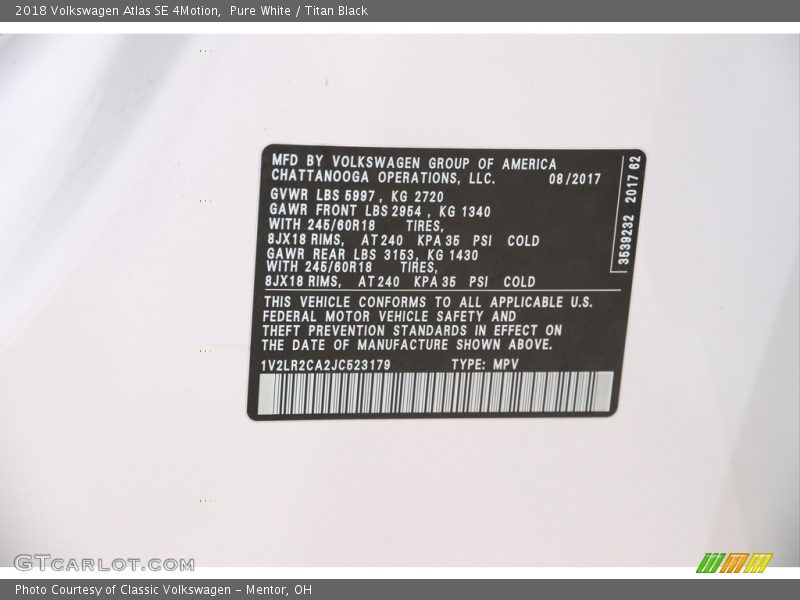 2018 Volkswagen Atlas SE 4Motion,  Pure White / Titan Black
MFD BY VOLKSWAGEN GROUP OF AMERICA
CHATTANOOGA OPERATIONS, LLC. 08/2017
GVWR LBS 5997 , KG 2720
GAWR FRONT LBS 2954 , KG 1340
WITH 245/60R18 TIRES,
8JX18 RIMS, AT 240 KPA 35 PSI COLD
GAWR REAR LBS 3153, KG 1430
WITH 245/60R18 TIRES,
8JX18 RIMS, AT 240 KPA 35 PSI COLD
THIS VEHICLE CONFORMS TO ALL APPLICABLE U.S.
FEDERAL MOTOR VEHICLE SAFETY AND
THEFT PREVENTION STANDARDS IN EFFECT ON
THE DATE OF MANUFACTURE SHOWN ABOVE.
1V2LR2CA2JC523179 TYPE: MPV
3539232 2017 62
GTCARLOT.COM
Photo Courtesy of Classic Volkswagen - Mentor, OH